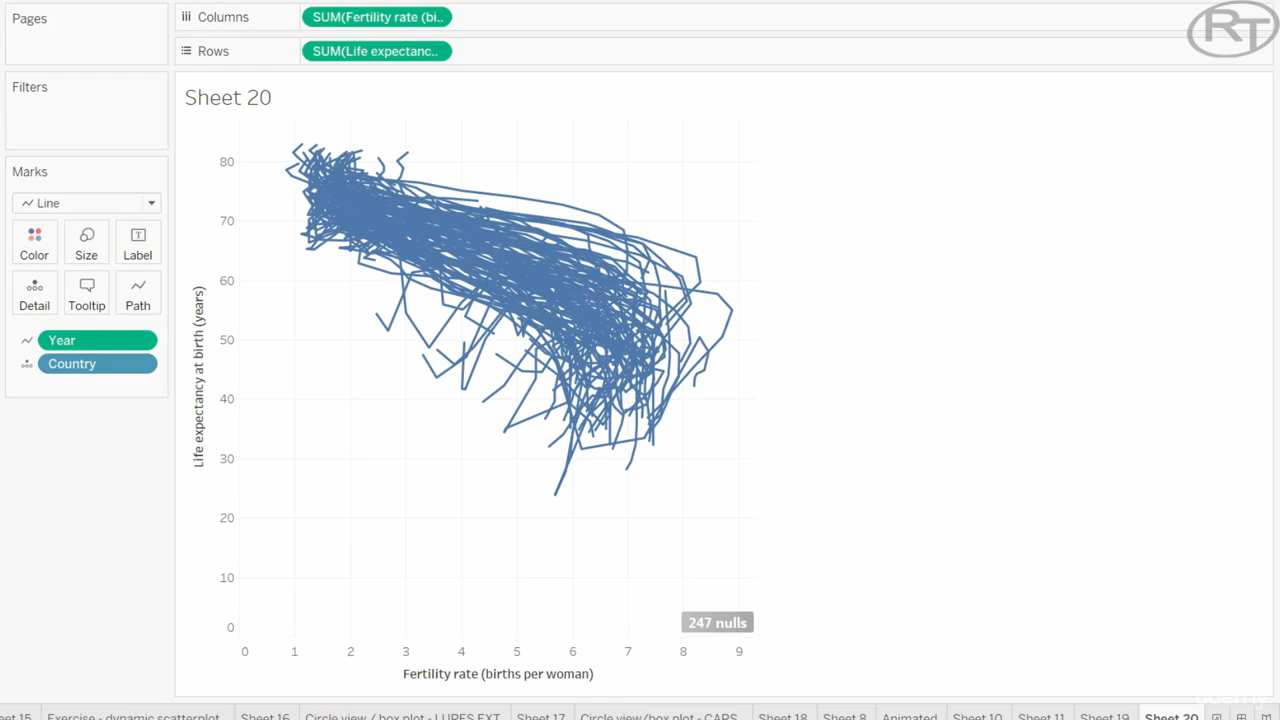 Pages
Columns
SUM(Fertility rate (bi..
Rows
SUM(Life expectanc..
RT
Filters
Sheet 20
Marks
Line
Color
Size
Label
Detail
Tooltip
Path
Year
Country
80
70
60
50
40
30
20
10
0
Life expectancy at birth (years)
247 nulls
0 1 2 3 4 5 6 7 8 9
Fertility rate (births per woman)
eet 15 Exercise - dynamic scatterplot Sheet 16 Circle view / box plot - LURES EXT Sheet 17 Circle view/box plot - CARS Sheet 18 Sheet 8 Animated Sheet 10 Sheet 11 Sheet 19 Sheet 20